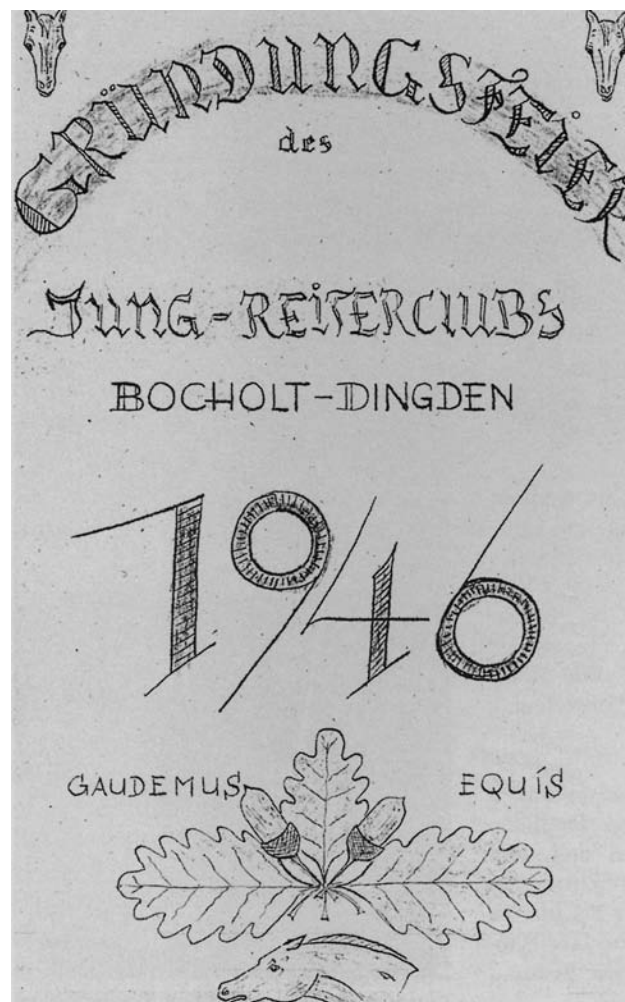 GRÜNDUNGSFEIER
des
JUNG-REITERCLUBS
BOCHOLT-DINGDEN
1946
GAUDEMUS EQUIS